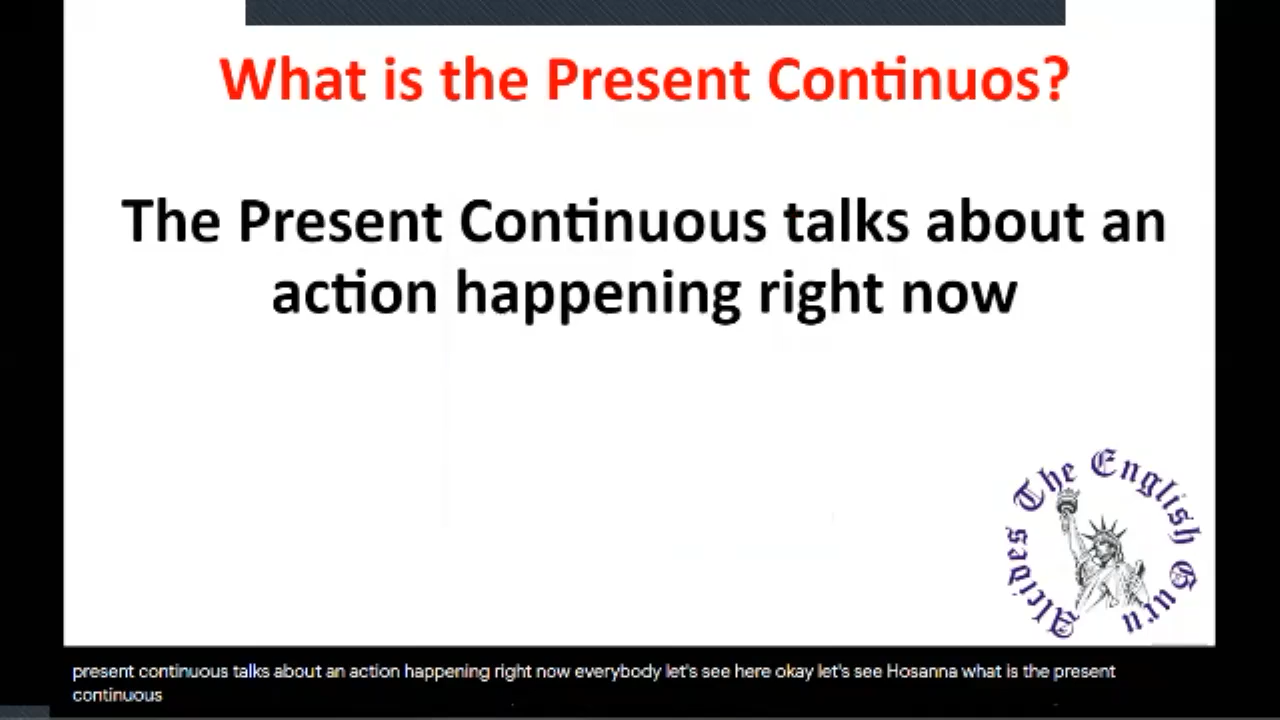 What is the Present Continuos?
The Present Continuous talks about an
action happening right now
Alcides The English Guru
present continuous talks about an action happening right now everybody let's see here okay let's see Hosanna what is the present
continuous